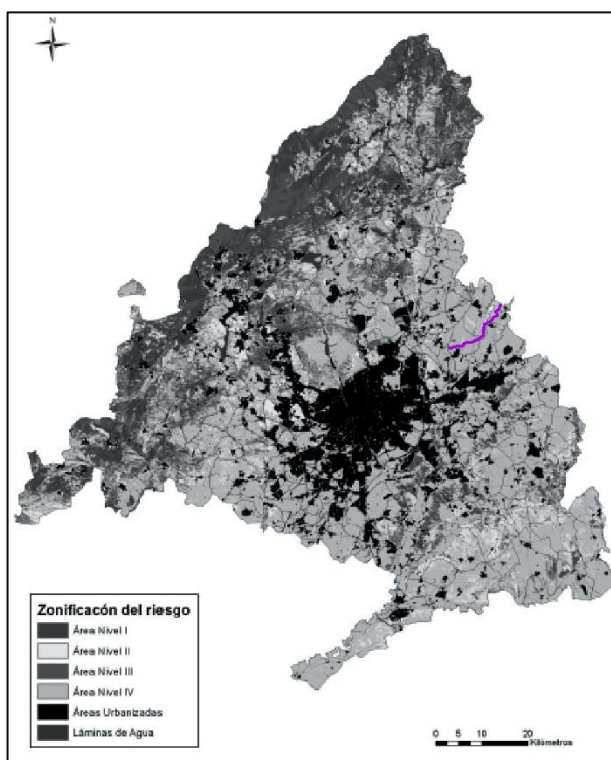 N
Zonificacón del riesgo
Área Nivel I
Área Nivel II
Área Nivel III
Área Nivel IV
Áreas Urbanizadas
Láminas de Agua
0 5 10 20
Kilómetros